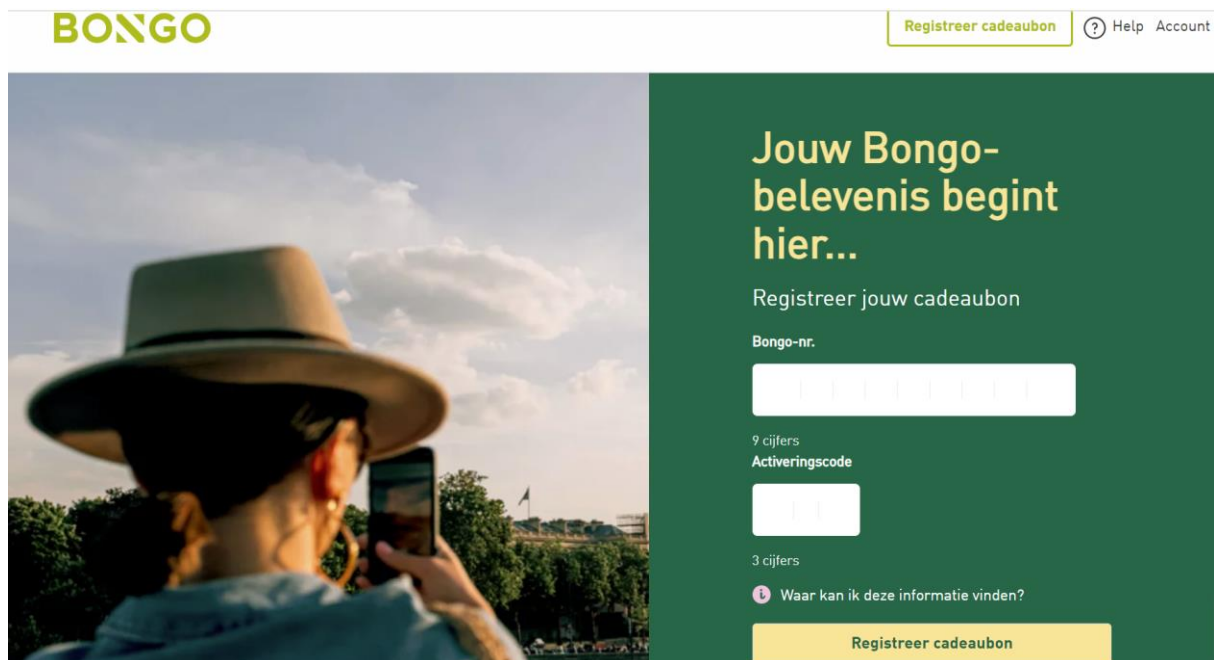 BONGO
Registreer cadeaubon
? Help Account
Jouw Bongo-
belevenis begint
hier...
Registreer jouw cadeaubon
Bongo-nr.
9 cijfers
Activeringscode
3 cijfers
i Waar kan ik deze informatie vinden?
Registreer cadeaubon